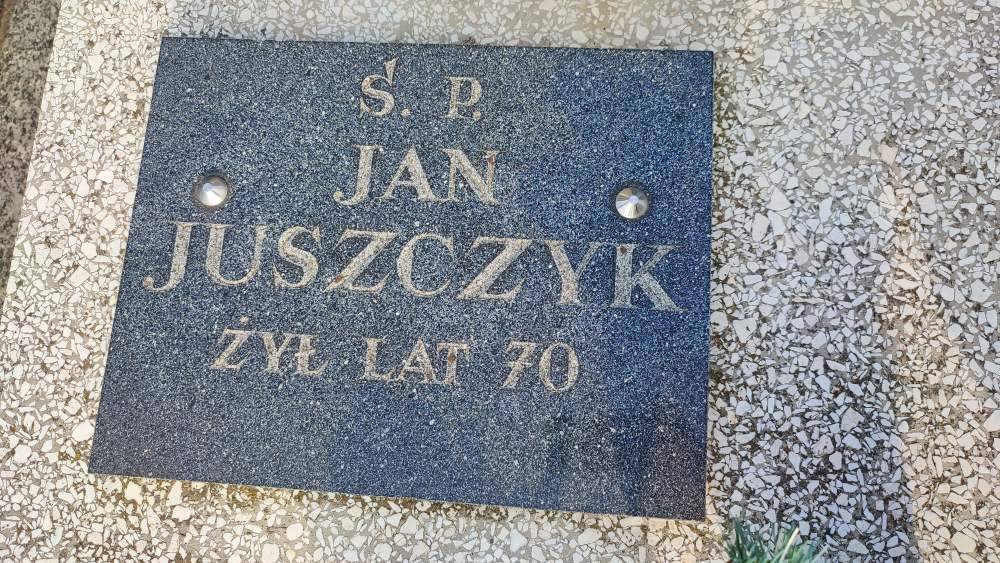 Ś. P.
JAN
JUSZCZYK
ŻYŁ LAT 70